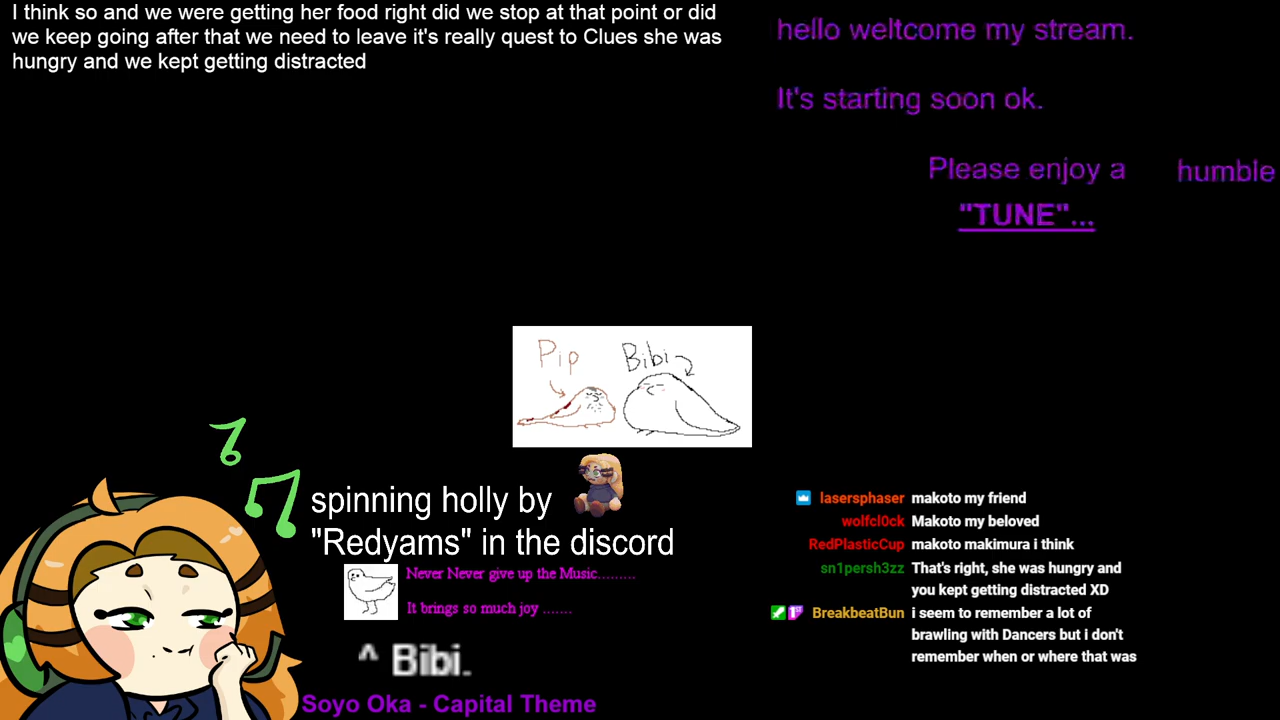 I think so and we were getting her food right did we stop at that point or did
we keep going after that we need to leave it's really quest to Clues she was
hungry and we kept getting distracted
hello weltcome my stream.
It's starting soon ok.
Please enjoy a humble
"TUNE"...
Pip
Bibi
spinning holly by
"Redyams" in the discord
Never Never give up the Music.........
It brings so much joy .......
^ Bibi.
Soyo Oka - Capital Theme
lasersphaser makoto my friend
wolfcl0ck Makoto my beloved
RedPlasticCup makoto makimura i think
sn1persh3zz That's right, she was hungry and
you kept getting distracted XD
BreakbeatBun i seem to remember a lot of
brawling with Dancers but i don't
remember when or where that was